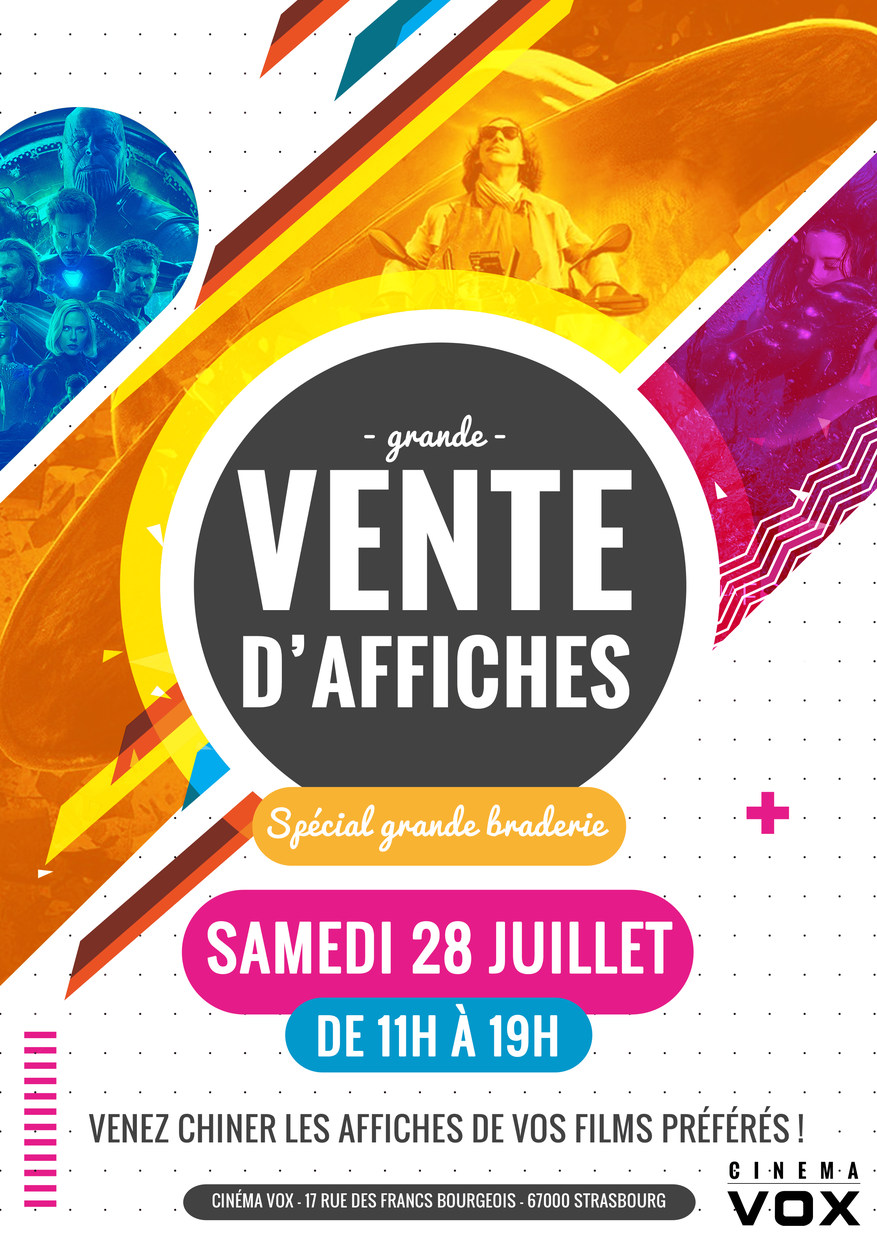 - grande -
VENTE
D'AFFICHES
Spécial grande braderie
SAMEDI 28 JUILLET
DE 11H À 19H
VENEZ CHINER LES AFFICHES DE VOS FILMS PRÉFÉRÉS !
CINÉMA VOX - 17 RUE DES FRANCS BOURGEOIS - 67000 STRASBOURG
CINEMA
VOX